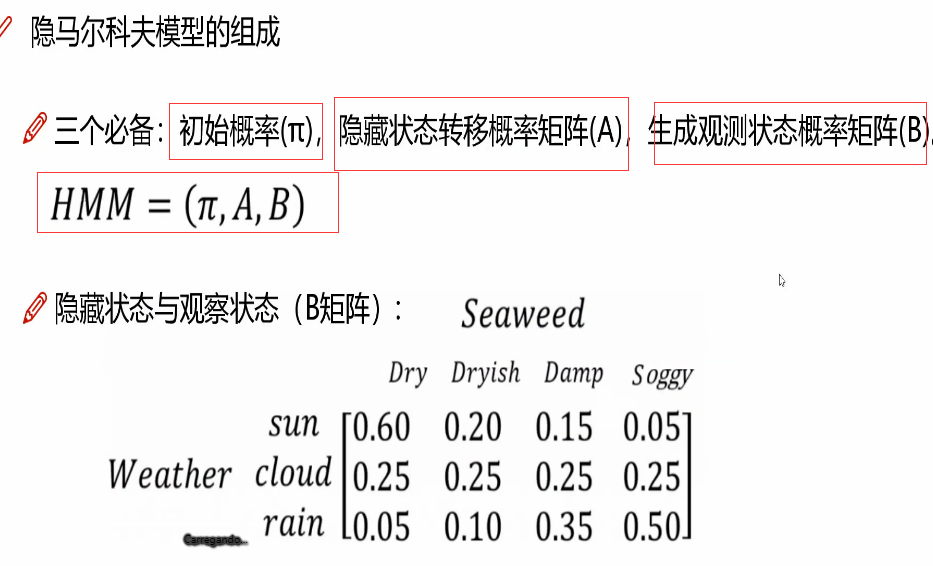 隐马尔科夫模型的组成
三个必备：初始概率(π)，隐藏状态转移概率矩阵(A)，生成观测状态概率矩阵(B)
HMM = (π, A, B)
隐藏状态与观察状态（B矩阵）：
Seaweed
Dry Dryish Damp Soggy
sun 0.60 0.20 0.15 0.05
Weather cloud 0.25 0.25 0.25 0.25
rain 0.05 0.10 0.35 0.50
Carregando...